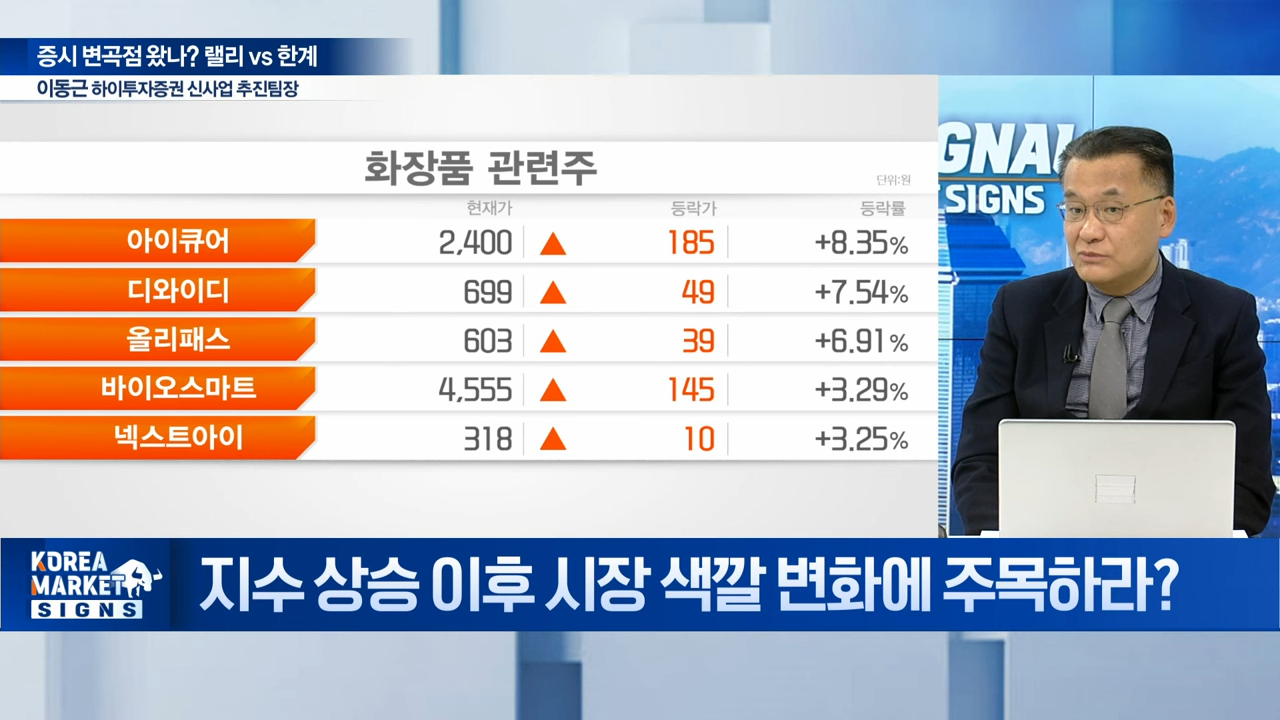 증시 변곡점 왔나? 랠리 vs 한계
이동근 하이투자증권 신사업 추진팀장
화장품 관련주
단위:원
현재가 등락가 등락률
아이큐어 2,400 ▲ 185 +8.35%
디와이디 699 ▲ 49 +7.54%
올리패스 603 ▲ 39 +6.91%
바이오스마트 4,555 ▲ 145 +3.29%
넥스트아이 318 ▲ 10 +3.25%
SIGNS
KOREA
MARKET
SIGNS
지수 상승 이후 시장 색깔 변화에 주목하라?